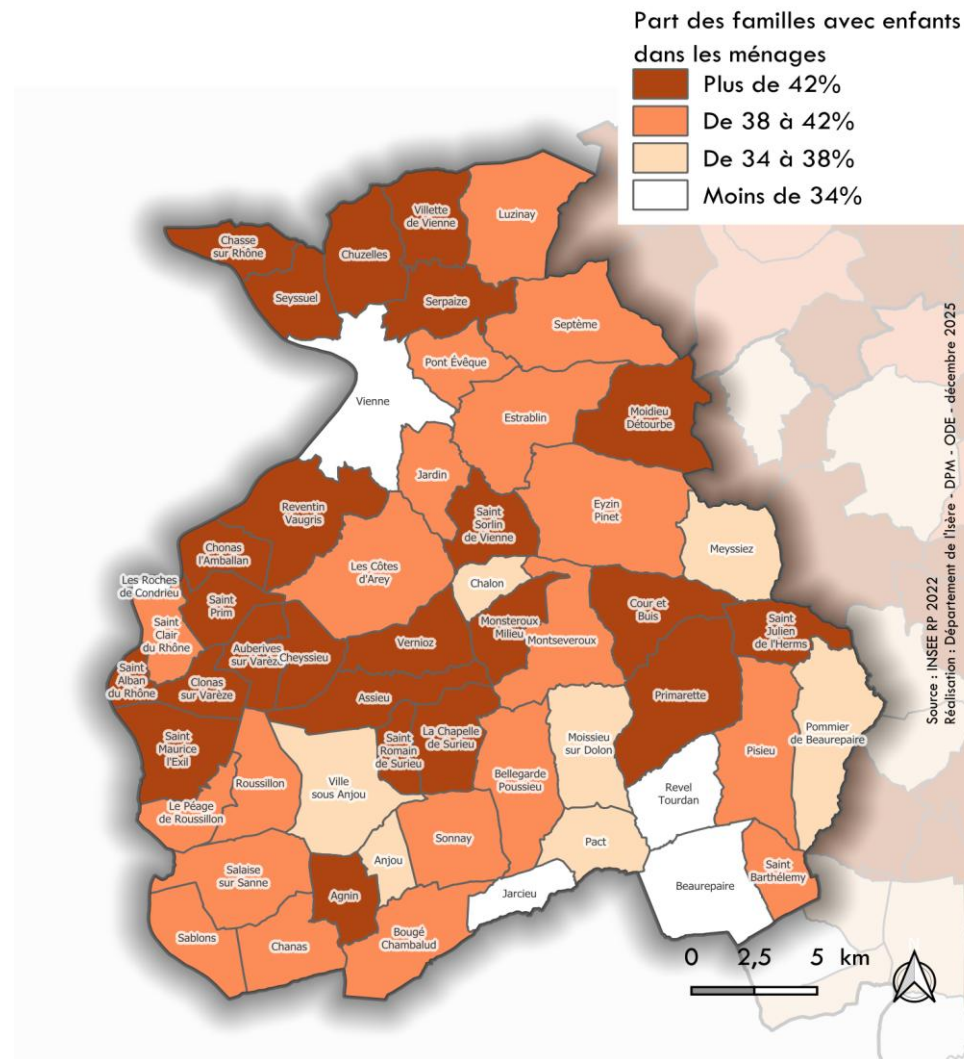 Part des familles avec enfants
dans les ménages
Plus de 42%
De 38 à 42%
De 34 à 38%
Moins de 34%
Villette
de Vienne
Luzinay
Chasse
sur Rhône
Chuzelles
Seyssuel
Serpaize
Septème
Pont Évêque
Vienne
Estrablin
Moidieu
Détourbe
Jardin
Reventin
Vaugris
Saint
Sorlin
de Vienne
Eyzin
Pinet
Meyssiez
Chonas
l'Amballan
Les Côtes
d'Arey
Chalon
Les Roches
de Condrieu
Saint
Prim
Cour et
Buis
Saint
Clair
du Rhône
Monsteroux
Milieu
Montseveroux
Saint
Julien
de l'Herms
Auberives
sur Varèze
Cheyssieu
Vernioz
Saint
Alban
du Rhône
Clonas
sur Varèze
Assieu
Primarette
Saint
Maurice
l'Exil
Saint
Romain
de Surieu
La Chapelle
de Surieu
Moissieu
sur Dolon
Pisieu
Pommier
de Beaurepaire
Roussillon
Ville
sous Anjou
Bellegarde
Poussieu
Revel
Tourdan
Le Péage
de Roussillon
Sonnay
Pact
Anjou
Salaise
sur Sanne
Saint
Barthélemy
Agnin
Jarcieu
Beaurepaire
Sablons
Chanas
Bougé
Chambalud
0 2,5 5 km
N
Source : INSEE RP 2022
Réalisation : Département de l'Isère - DPM - ODE - décembre 2025